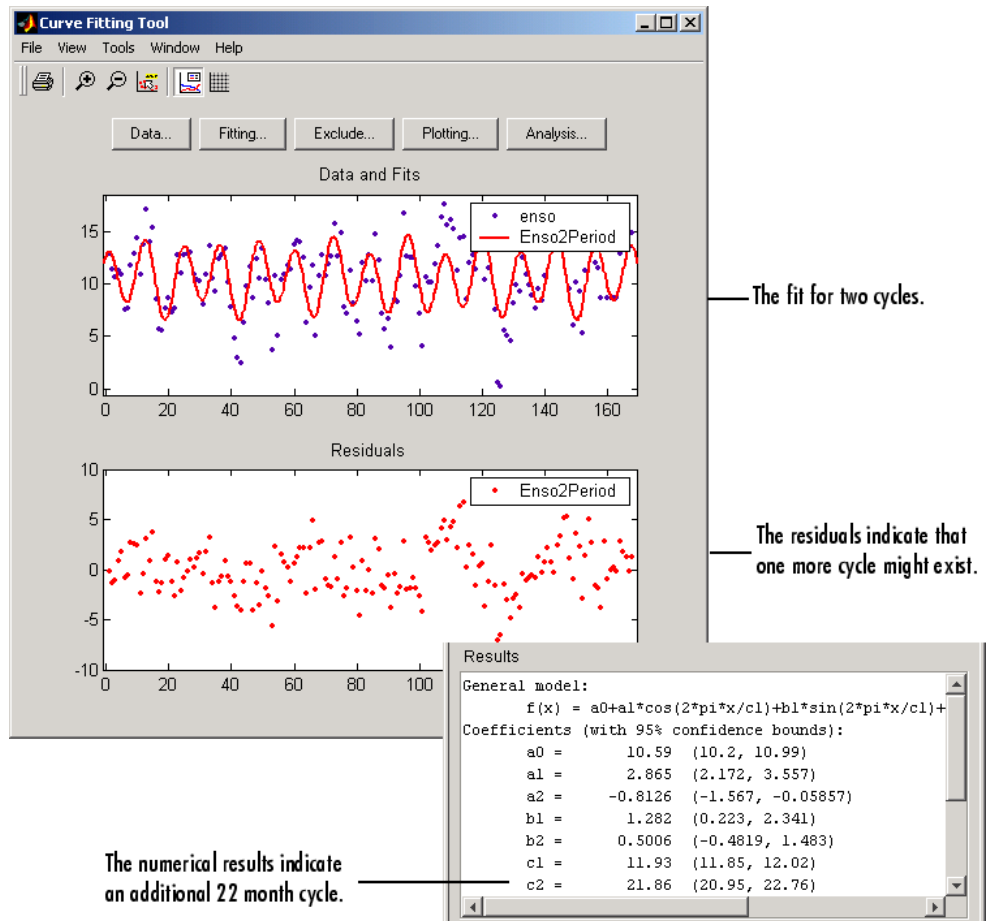 Curve Fitting Tool
File View Tools Window Help
Data... Fitting... Exclude... Plotting... Analysis...
Data and Fits
enso
Enso2Period
15
10
5
0
0 20 40 60 80 100 120 140 160
The fit for two cycles.
Residuals
Enso2Period
10
5
0
-5
-10
0 20 40 60 80 100
The residuals indicate that
one more cycle might exist.
Results
General model:
f(x) = a0+a1*cos(2*pi*x/c1)+b1*sin(2*pi*x/c1)+
Coefficients (with 95% confidence bounds):
a0 = 10.59 (10.2, 10.99)
a1 = 2.865 (2.172, 3.557)
a2 = -0.8126 (-1.567, -0.05857)
b1 = 1.282 (0.223, 2.341)
b2 = 0.5006 (-0.4819, 1.483)
c1 = 11.93 (11.85, 12.02)
c2 = 21.86 (20.95, 22.76)
The numerical results indicate
an additional 22 month cycle.